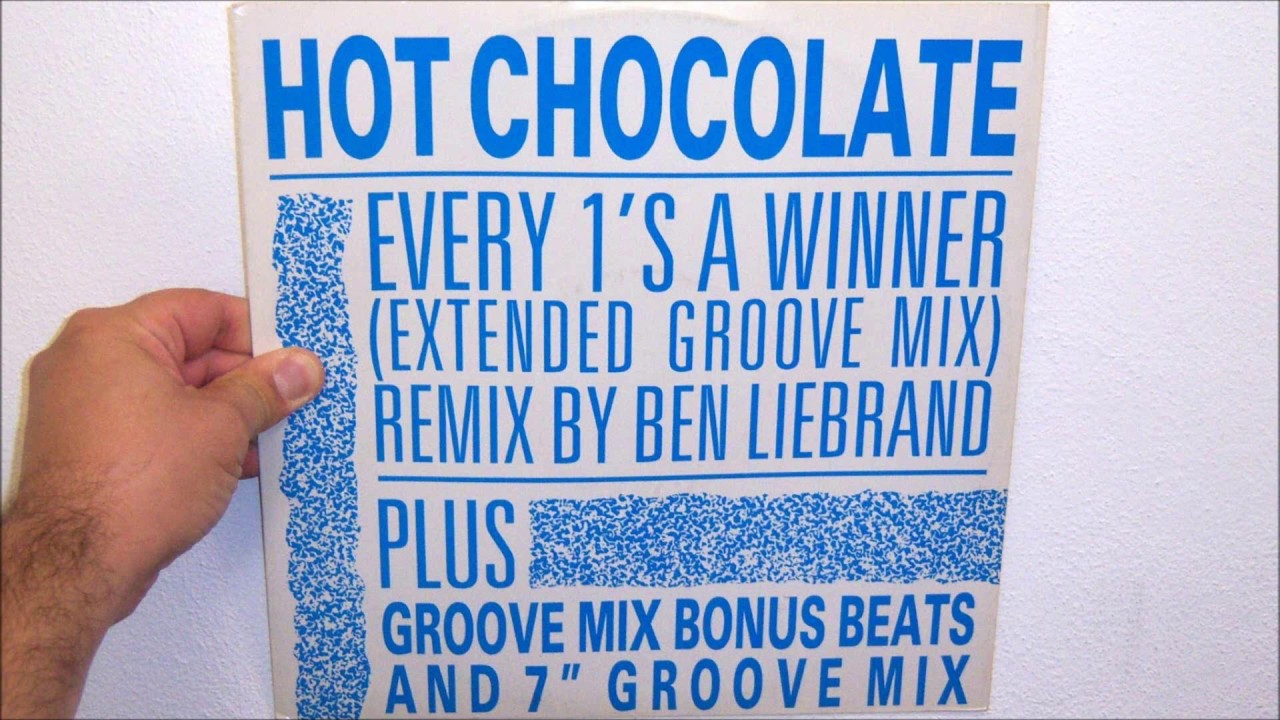 HOT CHOCOLATE
EVERY 1'S A WINNER
(EXTENDED GROOVE MIX)
REMIX BY BEN LIEBRAND
PLUS
GROOVE MIX BONUS BEATS
AND 7" GROOVE MIX